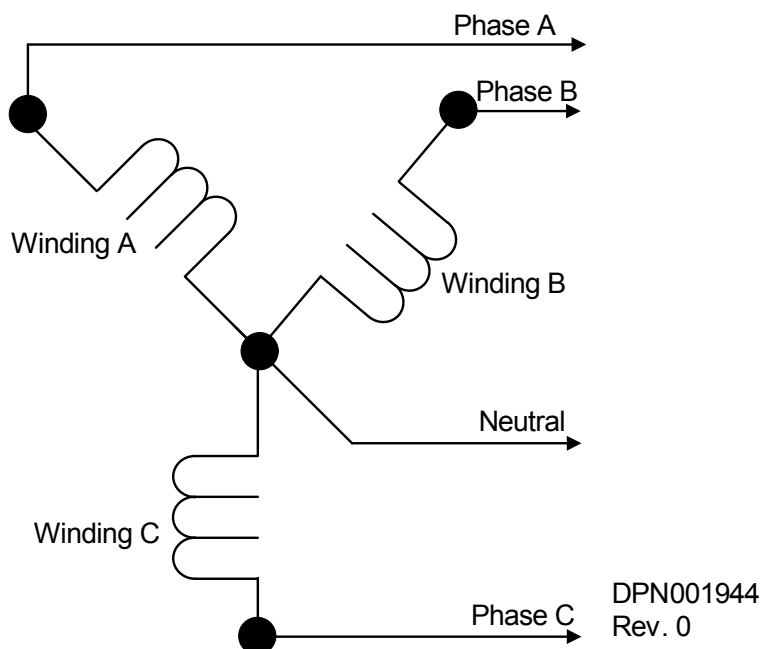 Phase A
Phase B
Winding A
Winding B
Neutral
Winding C
Phase C
DPN001944
Rev. 0